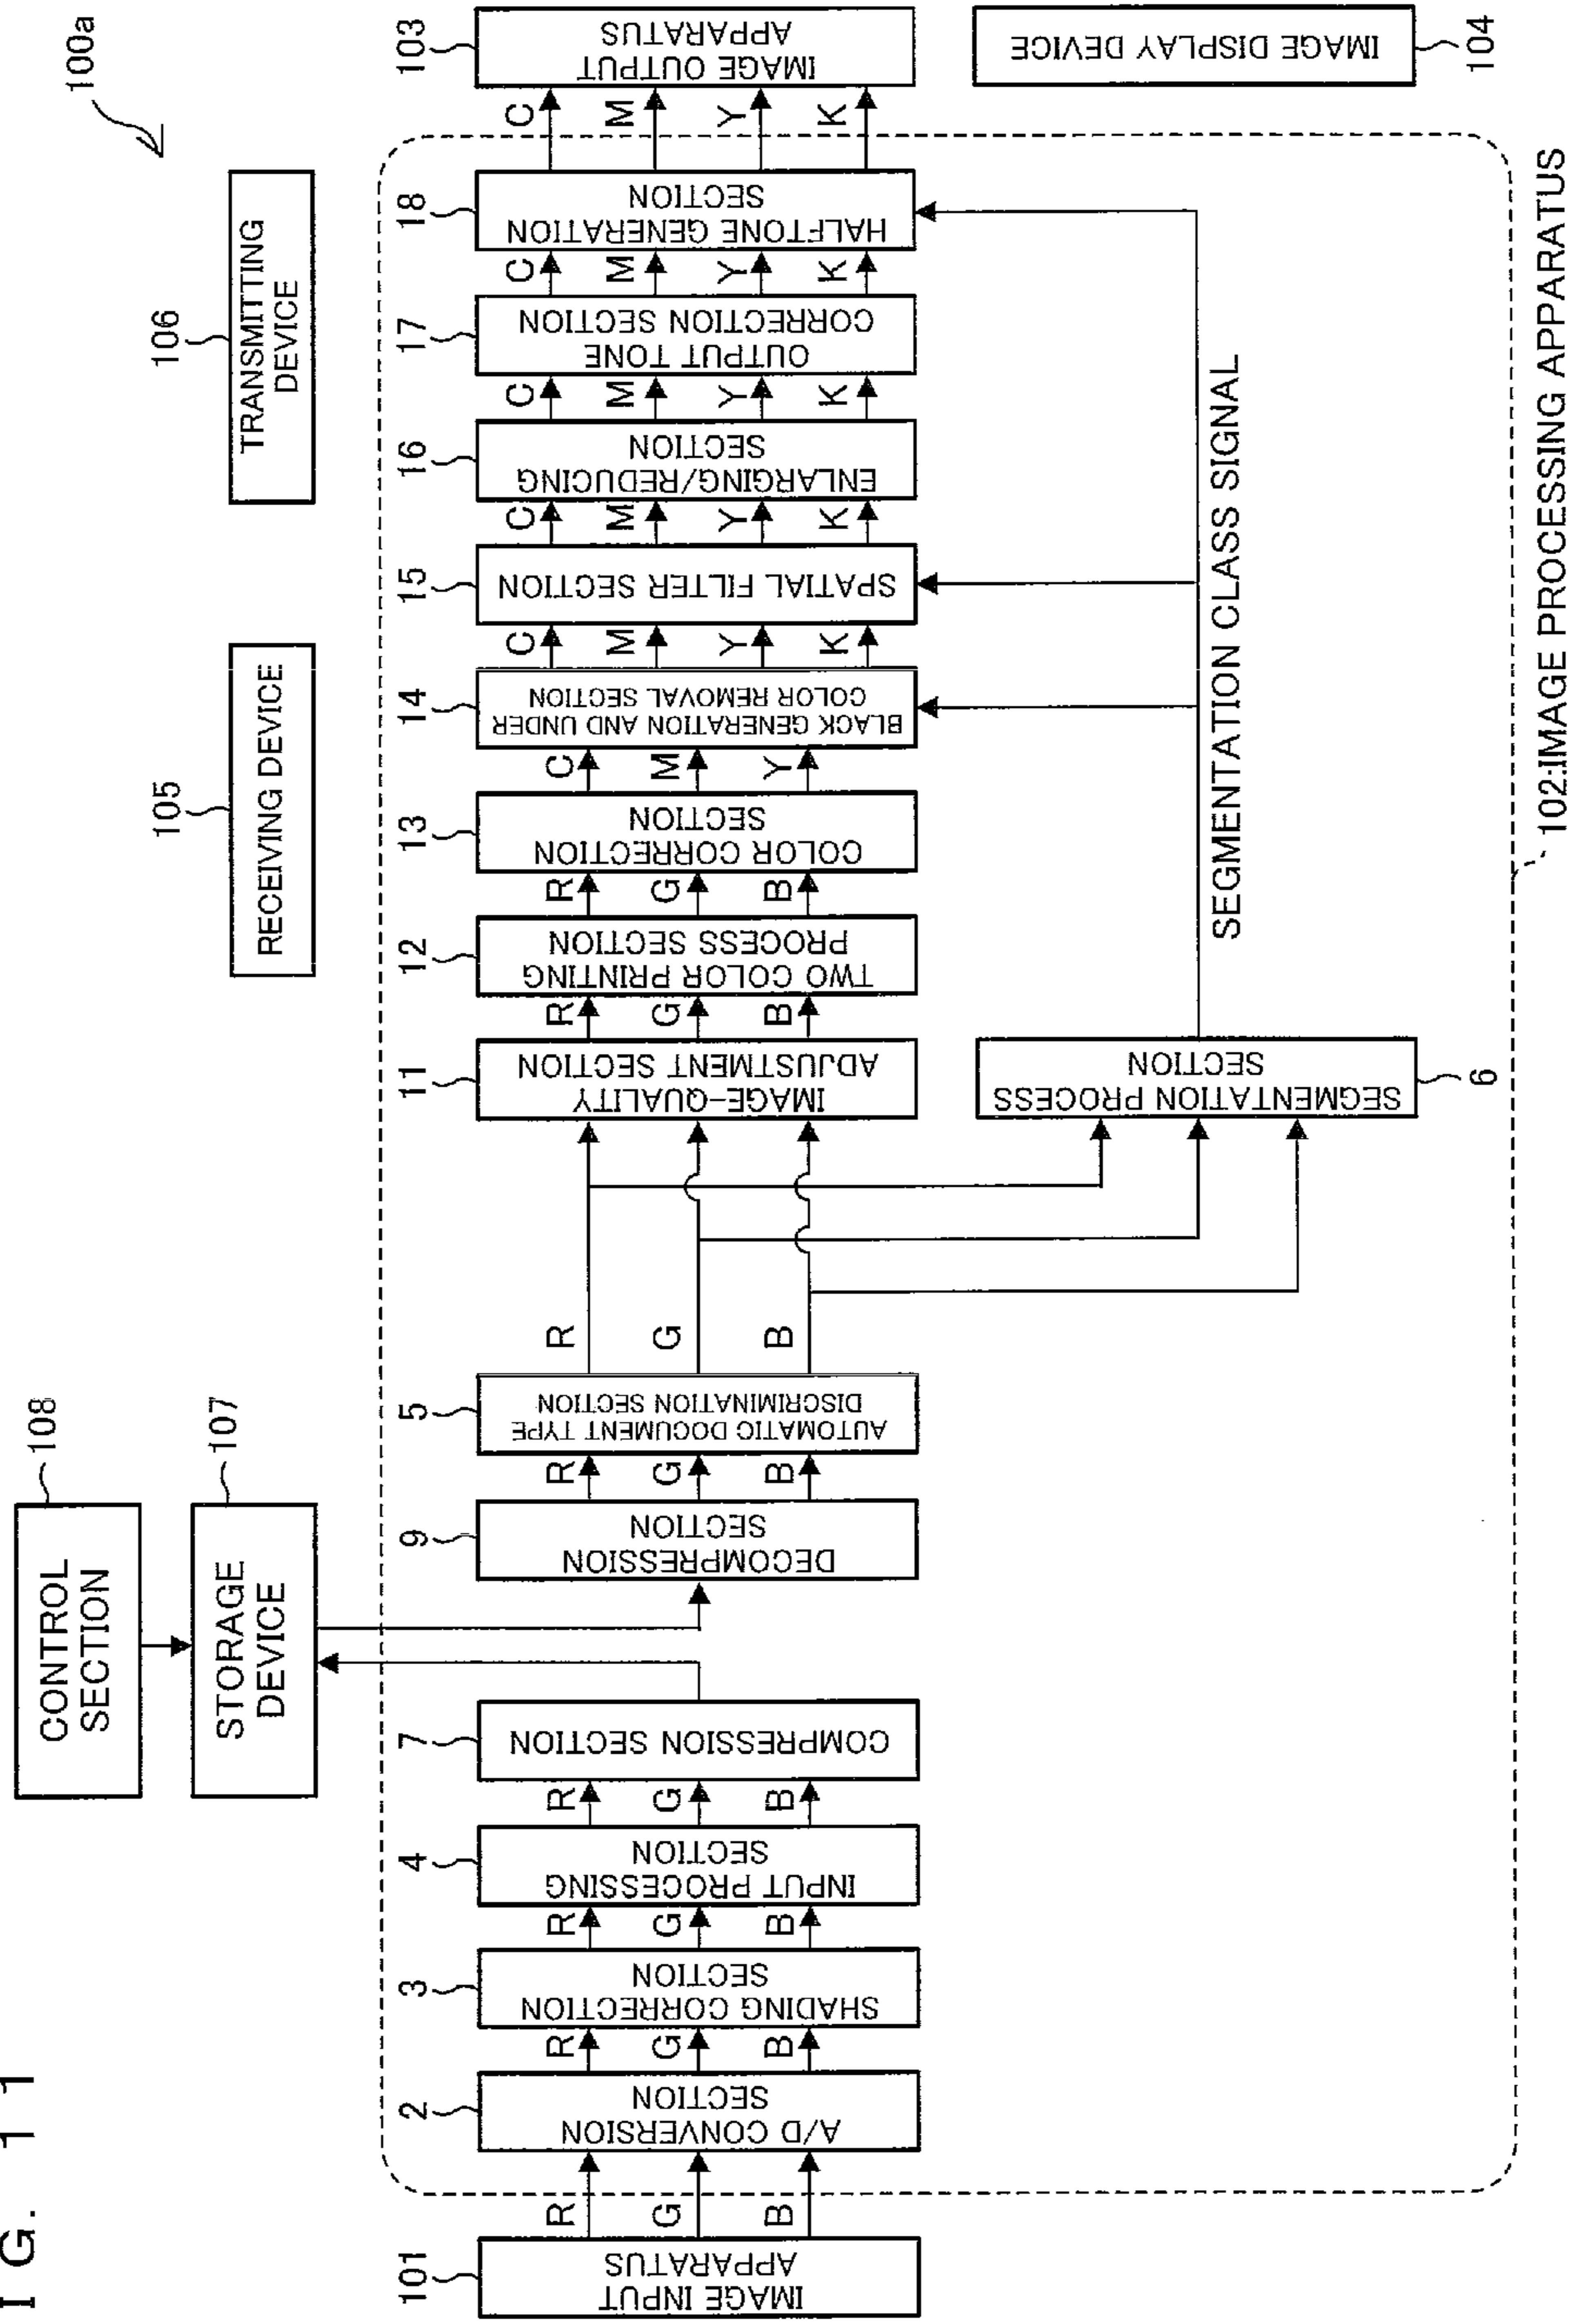 I G. 1 1
100a
108
CONTROL
SECTION
107
STORAGE
DEVICE
105
RECEIVING DEVICE
106
TRANSMITTING
DEVICE
101
IMAGE INPUT
APPARATUS
R
G
B
2
A/D CONVERSION
SECTION
R
G
B
3
SHADING CORRECTION
SECTION
R
G
B
4
INPUT PROCESSING
SECTION
R
G
B
7
COMPRESSION SECTION
9
DECOMPRESSION
SECTION
R
G
B
5
AUTOMATIC DOCUMENT TYPE
DISCRIMINATION SECTION
R
G
B
11
IMAGE-QUALITY
ADJUSTMENT SECTION
R
G
B
12
TWO COLOR PRINTING
PROCESS SECTION
R
G
B
13
COLOR CORRECTION
SECTION
C
M
Y
14
BLACK GENERATION AND UNDER
COLOR REMOVAL SECTION
C
M
Y
K
15
SPATIAL FILTER SECTION
C
M
Y
K
16
ENLARGING/REDUCING
SECTION
C
M
Y
K
17
OUTPUT TONE
CORRECTION SECTION
C
M
Y
K
18
HALFTONE GENERATION
SECTION
C
M
Y
K
103
IMAGE OUTPUT
APPARATUS
SEGMENTATION PROCESS
SECTION
6
SEGMENTATION CLASS SIGNAL
IMAGE DISPLAY DEVICE
104
102:IMAGE PROCESSING APPARATUS